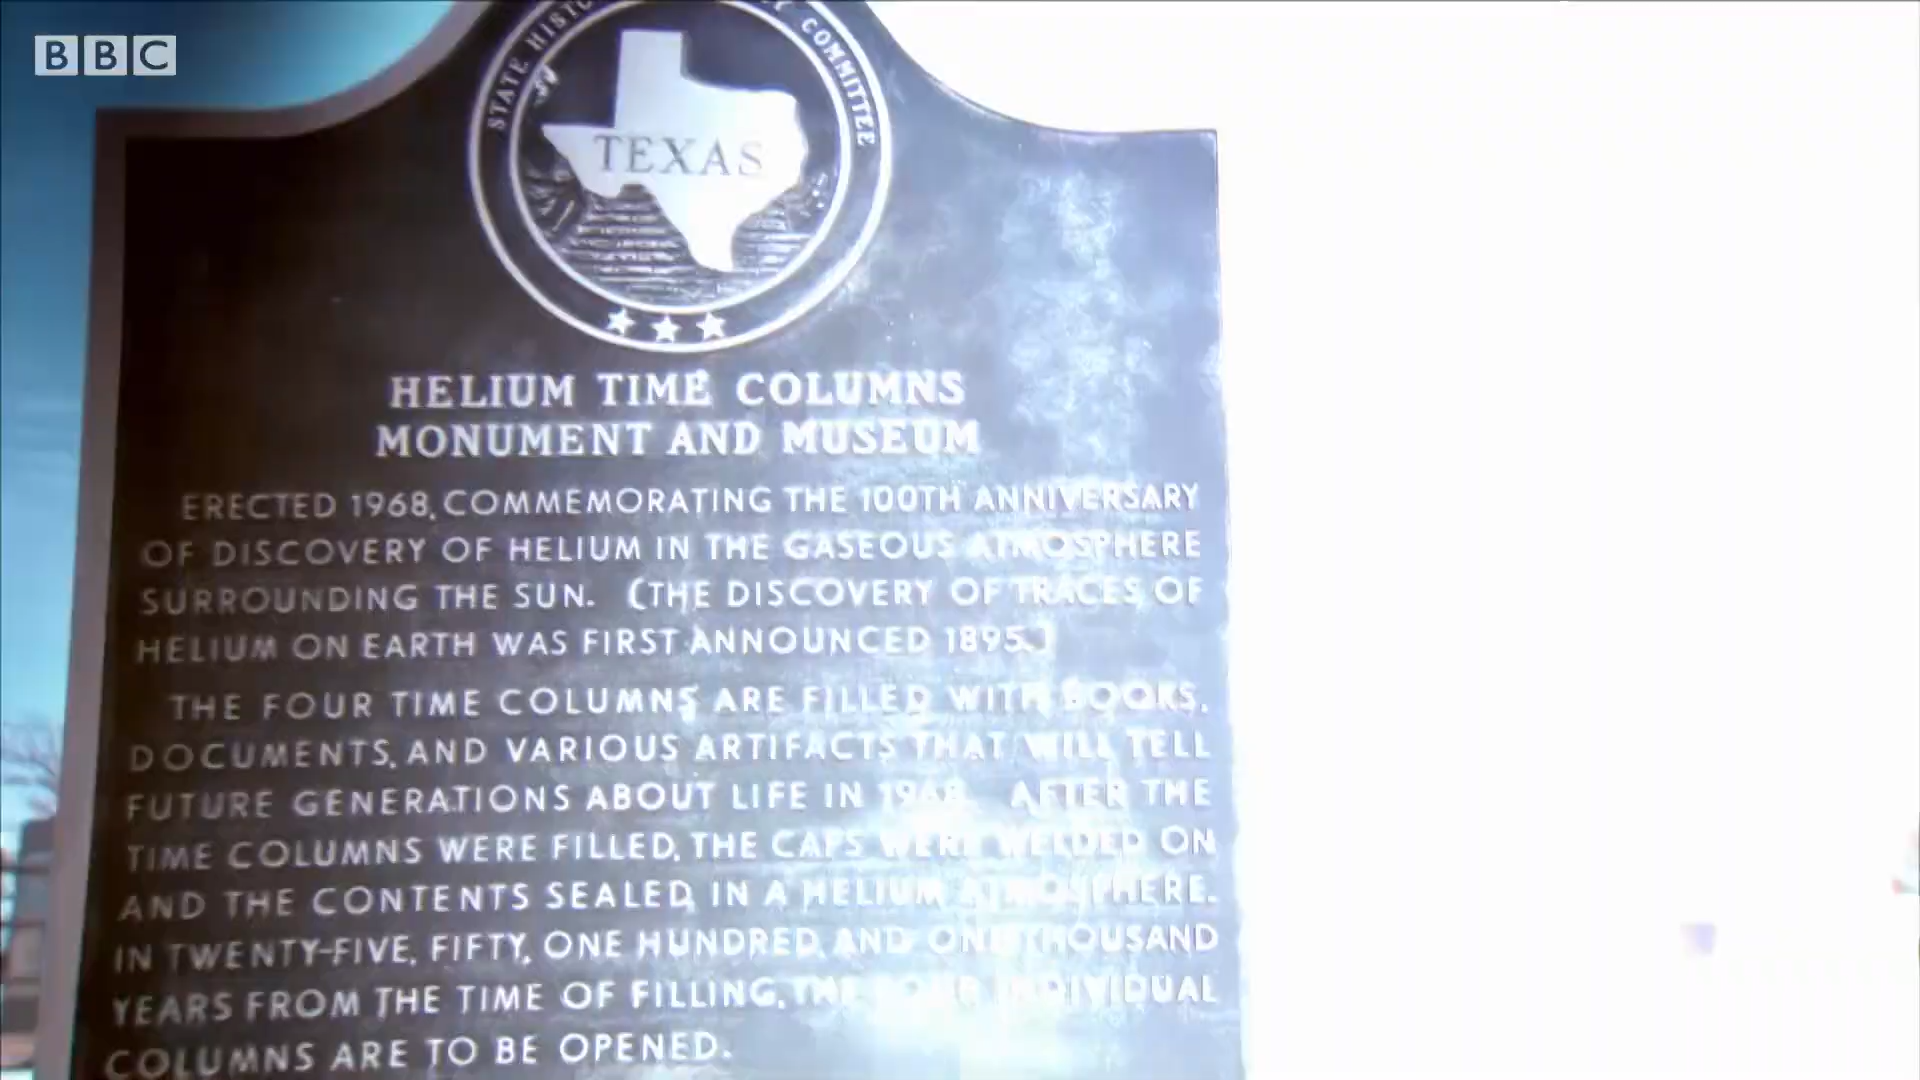 BBC
STATE HISTO Y COMMITTEE
TEXAS
HELIUM TIME COLUMNS
MONUMENT AND MUSEUM
ERECTED 1968, COMMEMORATING THE 100TH ANNIVERSARY
OF DISCOVERY OF HELIUM IN THE GASEOUS ATMOSPHERE
SURROUNDING THE SUN. (THE DISCOVERY OF TRACES OF
HELIUM ON EARTH WAS FIRST ANNOUNCED 1895.)
THE FOUR TIME COLUMNS ARE FILLED WITH BOOKS,
DOCUMENTS, AND VARIOUS ARTIFACTS THAT WILL TELL
FUTURE GENERATIONS ABOUT LIFE IN 1968. AFTER THE
TIME COLUMNS WERE FILLED, THE CAPS WERE WELDED ON
AND THE CONTENTS SEALED IN A HELIUM ATMOSPHERE.
IN TWENTY-FIVE, FIFTY, ONE HUNDRED, AND ONE THOUSAND
YEARS FROM THE TIME OF FILLING, THE FOUR INDIVIDUAL
COLUMNS ARE TO BE OPENED.